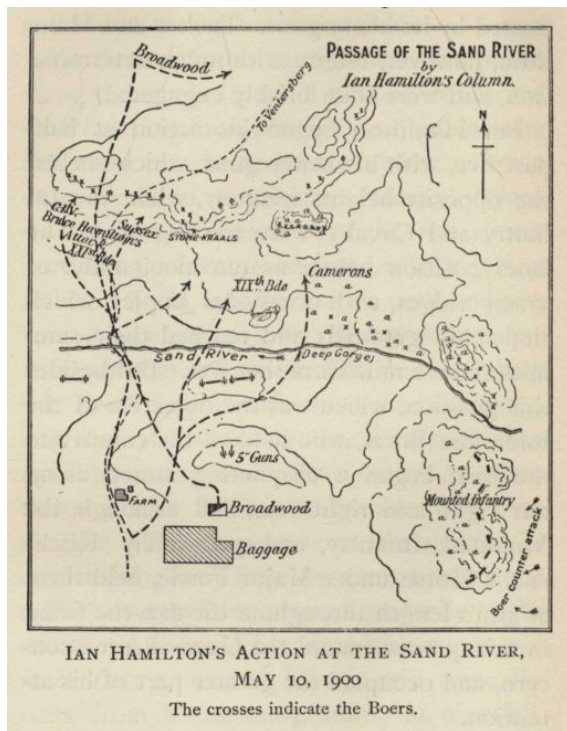 PASSAGE OF THE SAND RIVER
by
Ian Hamilton's Column.
Broadwood
To Ventersberg
N
C.I.V.
Sussex
Bruce Hamilton's
Attack
XXIst Bde
STONE KRAALS
XIXth Bde
Camerons
Sand River
Deep Gorge
5" Guns
FARM
Broadwood
Baggage
Mounted Infantry
Boer counter attack
IAN HAMILTON'S ACTION AT THE SAND RIVER,
MAY 10, 1900
The crosses indicate the Boers.